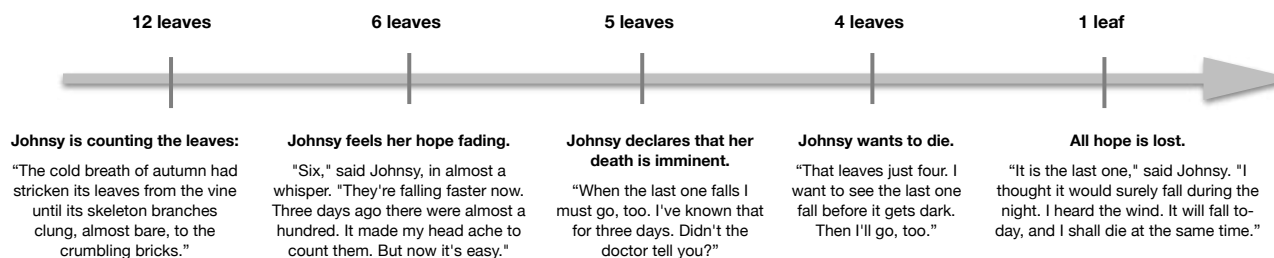 12 leaves
6 leaves
5 leaves
4 leaves
1 leaf
Johnsy is counting the leaves:
“The cold breath of autumn had
stricken its leaves from the vine
until its skeleton branches
clung, almost bare, to the
crumbling bricks.”
Johnsy feels her hope fading.
"Six," said Johnsy, in almost a
whisper. "They're falling faster now.
Three days ago there were almost a
hundred. It made my head ache to
count them. But now it's easy."
Johnsy declares that her
death is imminent.
“When the last one falls I
must go, too. I've known that
for three days. Didn't the
doctor tell you?”
Johnsy wants to die.
“That leaves just four. I
want to see the last one
fall before it gets dark.
Then I'll go, too.”
All hope is lost.
“It is the last one," said Johnsy. "I
thought it would surely fall during the
night. I heard the wind. It will fall to-
day, and I shall die at the same time.”